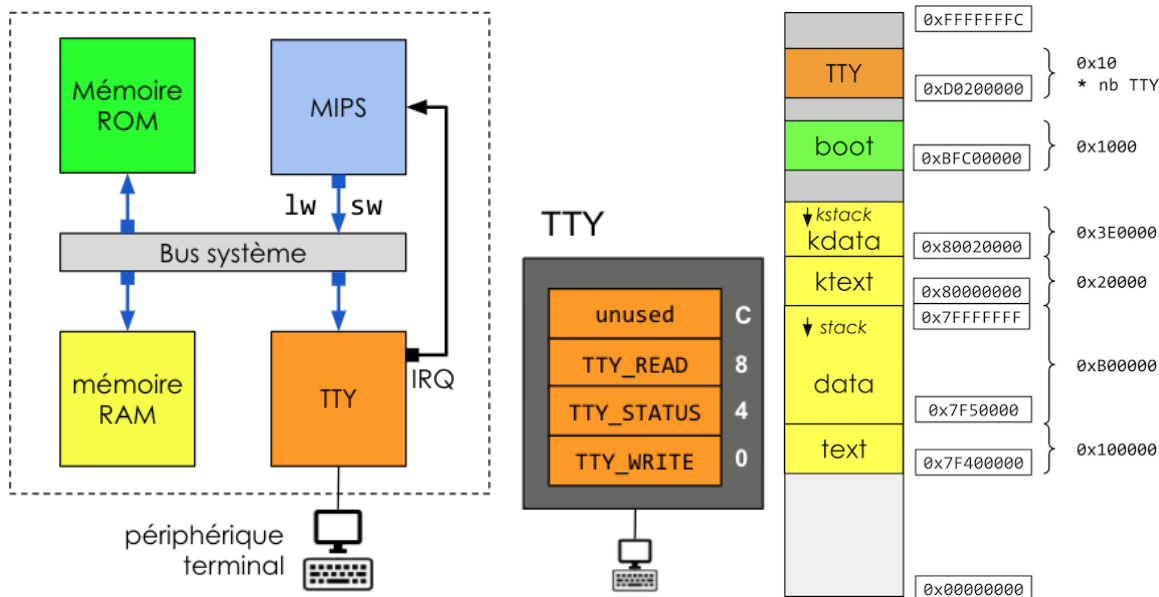 Mémoire
ROM
MIPS
lw sw
Bus système
mémoire
RAM
TTY
IRQ
périphérique
terminal
TTY
unused C
TTY_READ 8
TTY_STATUS 4
TTY_WRITE 0
0xFFFFFFFC
TTY
0xD0200000
0x10
* nb TTY
boot
0xBFC00000
0x1000
kstack
kdata
0x80020000
0x3E0000
ktext
0x80000000
0x20000
0x7FFFFFFF
stack
data
0x7F50000
0xB00000
text
0x7F400000
0x100000
0x00000000